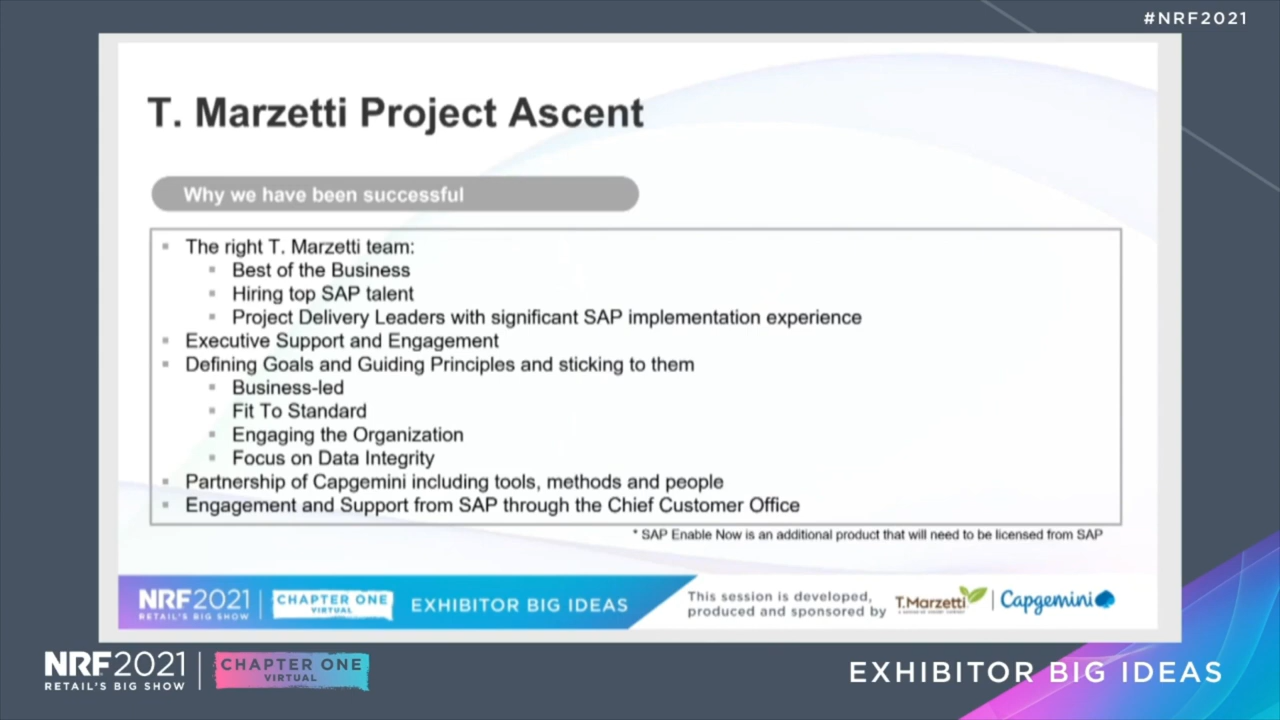 #NRF2021
T. Marzetti Project Ascent
Why we have been successful
The right T. Marzetti team:
Best of the Business
Hiring top SAP talent
Project Delivery Leaders with significant SAP implementation experience
Executive Support and Engagement
Defining Goals and Guiding Principles and sticking to them
Business-led
Fit To Standard
Engaging the Organization
Focus on Data Integrity
Partnership of Capgemini including tools, methods and people
Engagement and Support from SAP through the Chief Customer Office
* SAP Enable Now is an additional product that will need to be licensed from SAP
NRF2021
RETAIL'S BIG SHOW
CHAPTER ONE
VIRTUAL
EXHIBITOR BIG IDEAS
This session is developed,
produced and sponsored by
T.Marzetti
Capgemini
NRF2021
RETAIL'S BIG SHOW
CHAPTER ONE
VIRTUAL
EXHIBITOR BIG IDEAS